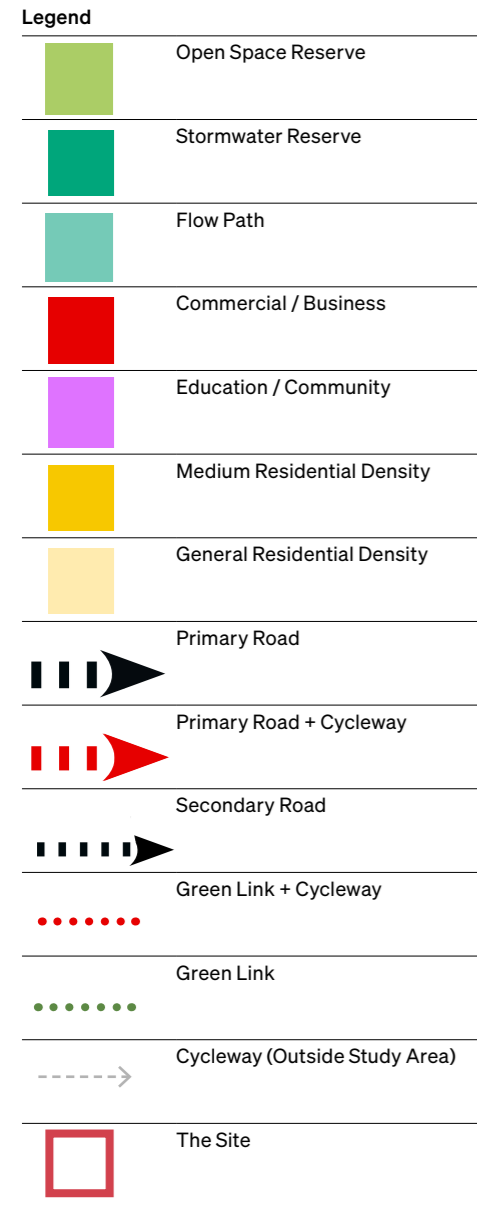 Legend
Open Space Reserve
Stormwater Reserve
Flow Path
Commercial / Business
Education / Community
Medium Residential Density
General Residential Density
Primary Road
Primary Road + Cycleway
Secondary Road
Green Link + Cycleway
Green Link
Cycleway (Outside Study Area)
The Site